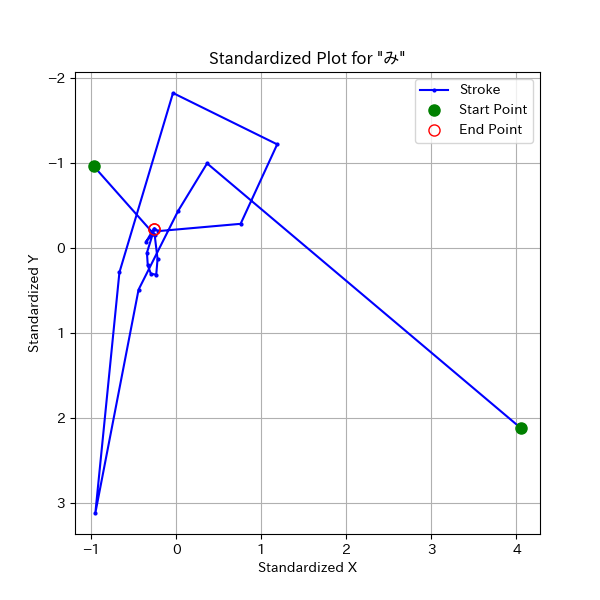 Standardized Plot for "み"
Stroke
Start Point
End Point
Standardized Y
−2
−1
0
1
2
3
−1
0
1
2
3
4
Standardized X